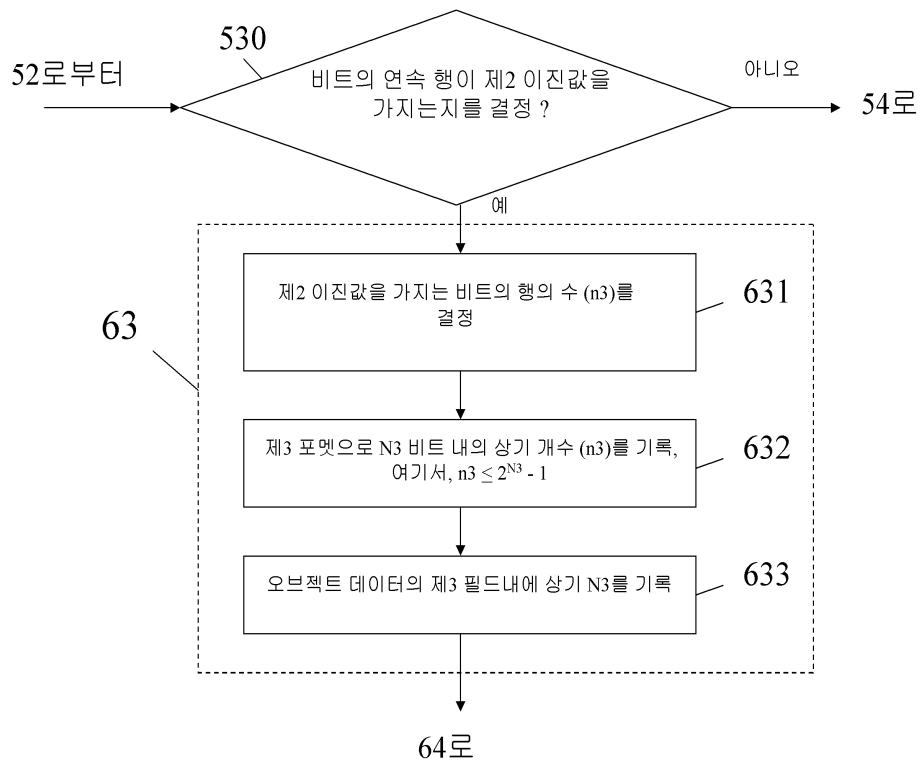 530
52로부터
비트의 연속 행이 제2 이진값을
가지는지를 결정 ?
아니오
54로
예
63
제2 이진값을 가지는 비트의 행의 수 (n3)를
결정
631
제3 포멧으로 N3 비트 내의 상기 개수 (n3)를 기록,
여기서, n3 ≤ 2^N3 - 1
632
오브젝트 데이터의 제3 필드내에 상기 N3를 기록
633
64로